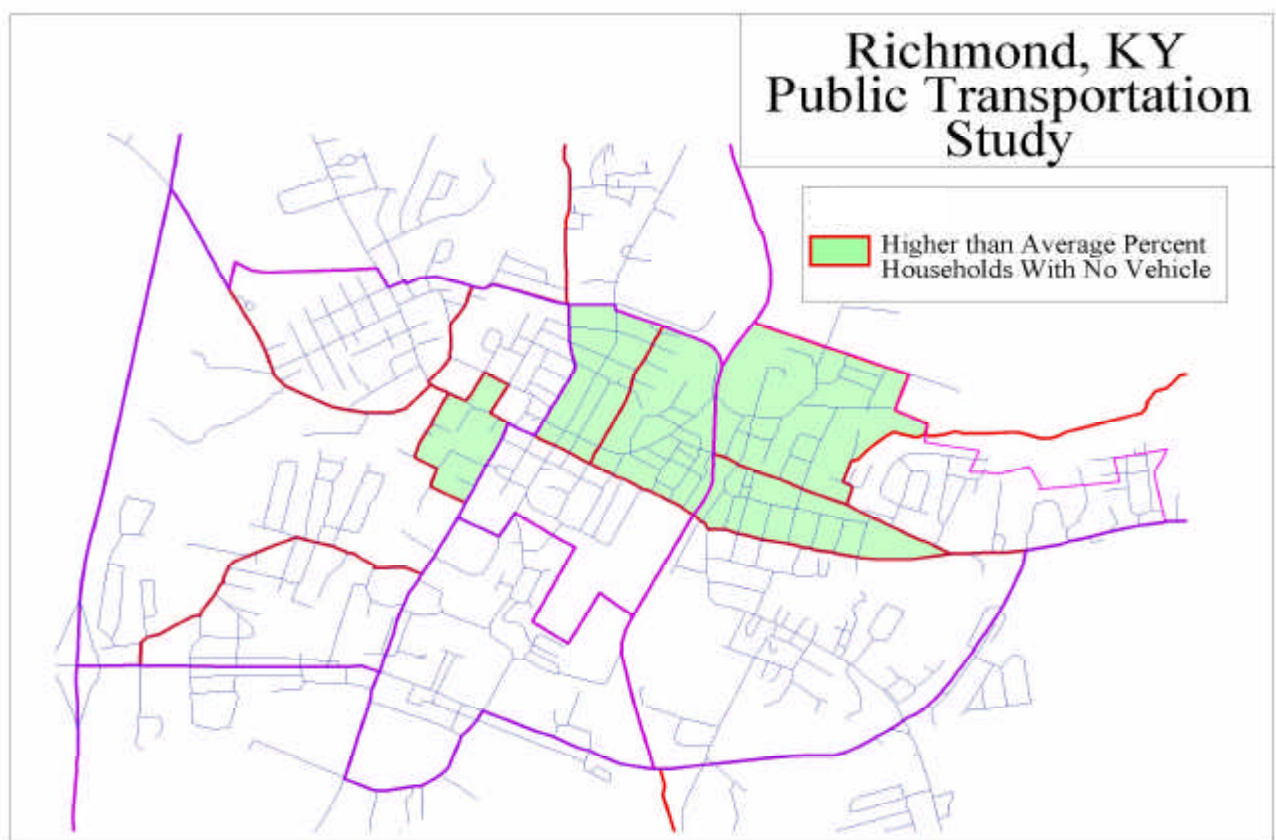 Richmond, KY
Public Transportation
Study
Higher than Average Percent
Households With No Vehicle